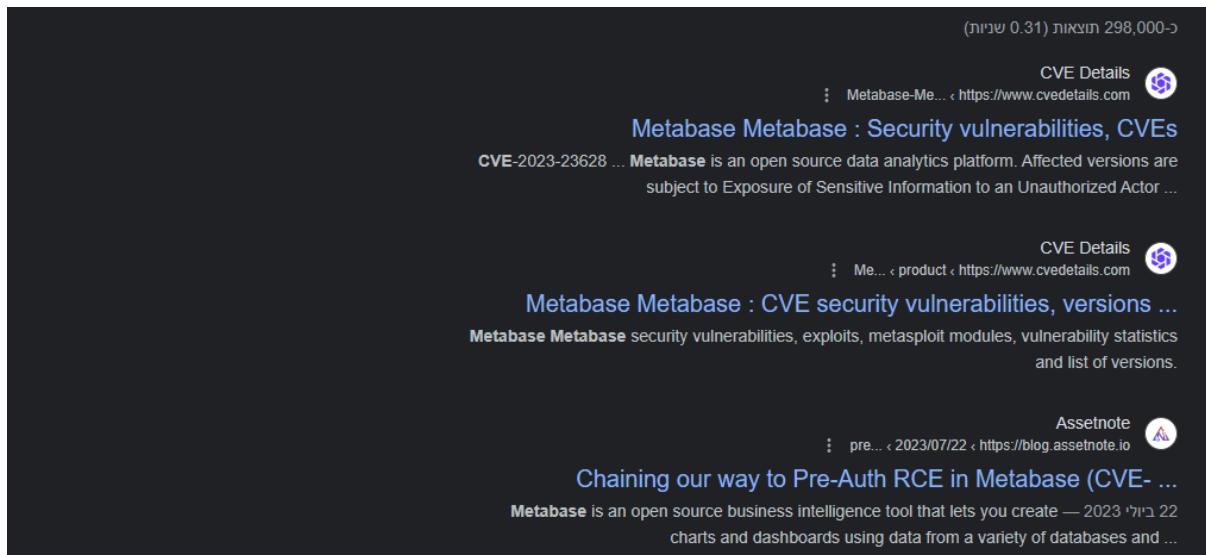 כ-298,000 תוצאות (0.31 שניות)
CVE Details
https://www.cvedetails.com › Metabase-Me...
Metabase Metabase : Security vulnerabilities, CVEs
CVE-2023-23628 ... Metabase is an open source data analytics platform. Affected versions are
subject to Exposure of Sensitive Information to an Unauthorized Actor ...
CVE Details
https://www.cvedetails.com › product › Me...
Metabase Metabase : CVE security vulnerabilities, versions ...
Metabase Metabase security vulnerabilities, exploits, metasploit modules, vulnerability statistics
and list of versions.
Assetnote
https://blog.assetnote.io › 2023/07/22 › pre...
Chaining our way to Pre-Auth RCE in Metabase (CVE- ...
22 ביולי 2023 — Metabase is an open source business intelligence tool that lets you create
charts and dashboards using data from a variety of databases and ...